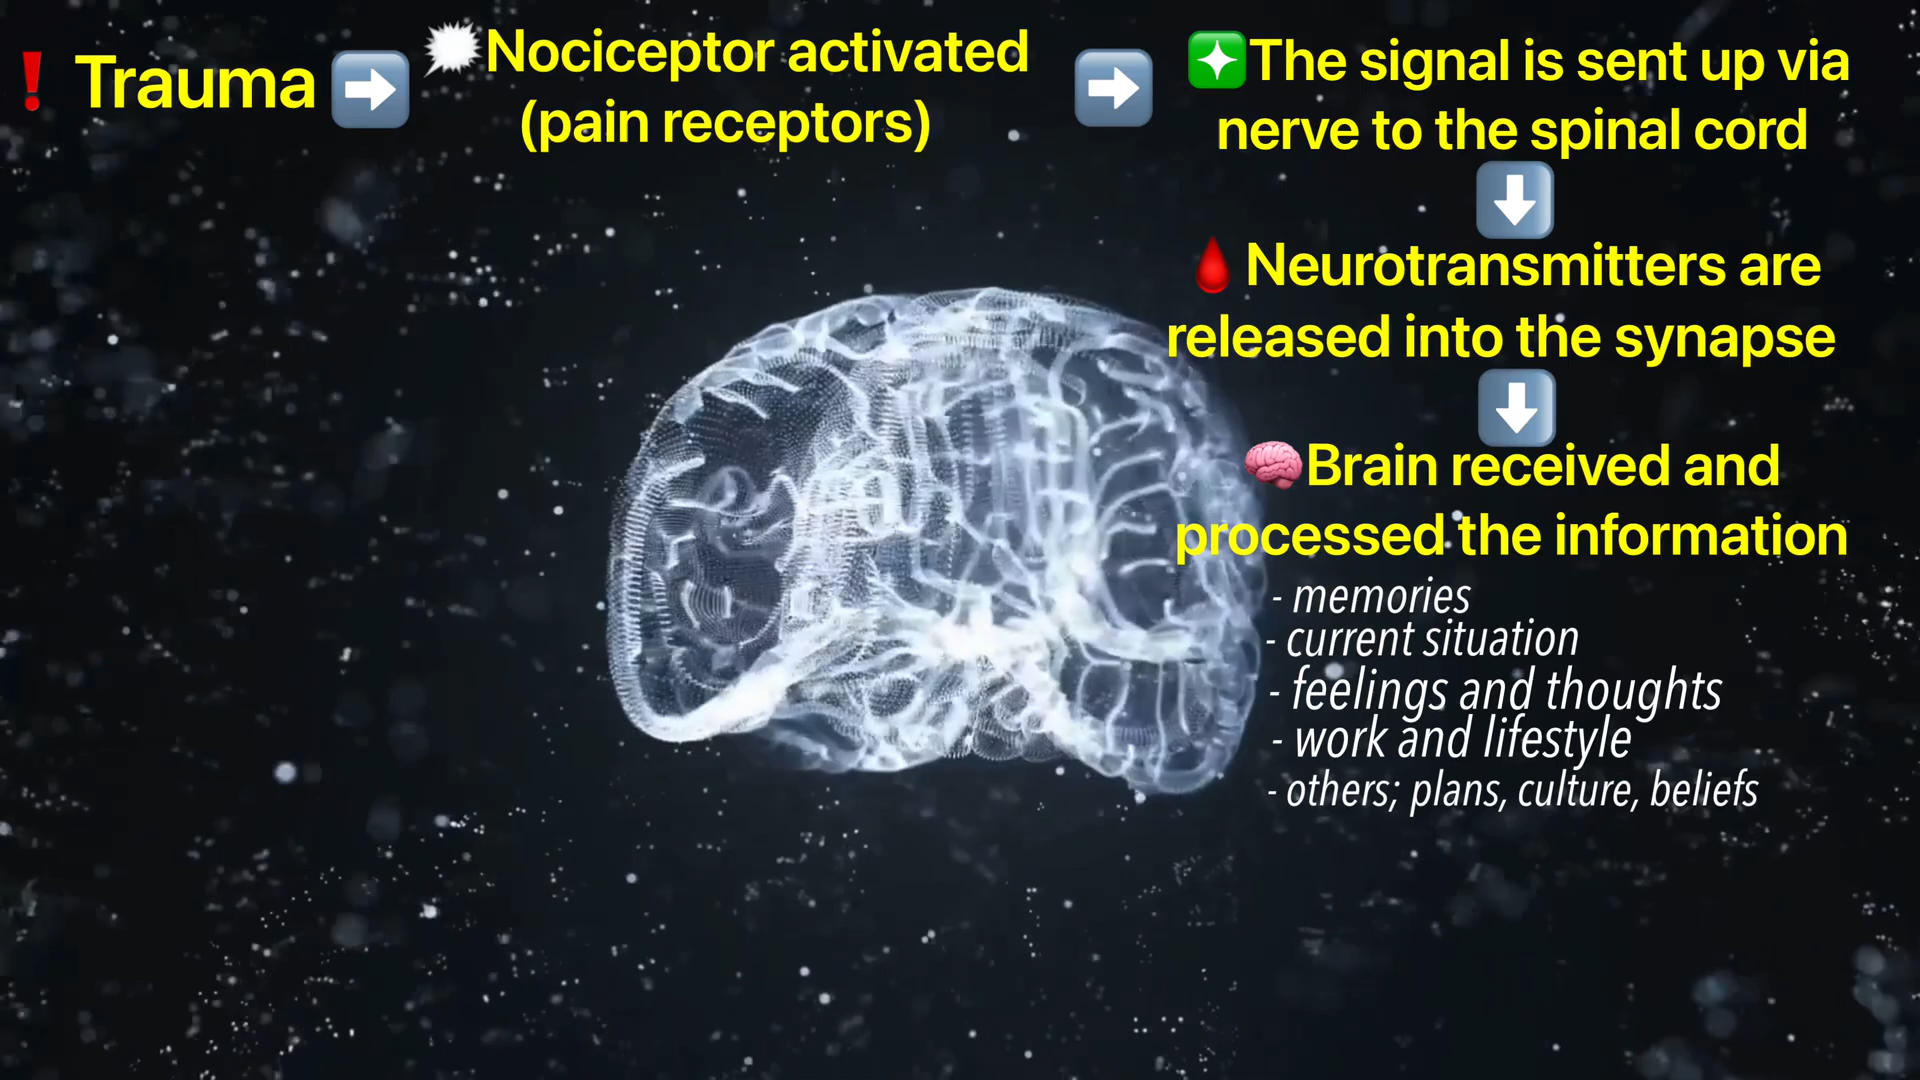 ❗ Trauma ➡️
Nociceptor activated
(pain receptors)
➡️
The signal is sent up via
nerve to the spinal cord
⬇️
🩸 Neurotransmitters are
released into the synapse
⬇️
🧠Brain received and
processed the information
- memories
- current situation
- feelings and thoughts
- work and lifestyle
- others; plans, culture, beliefs